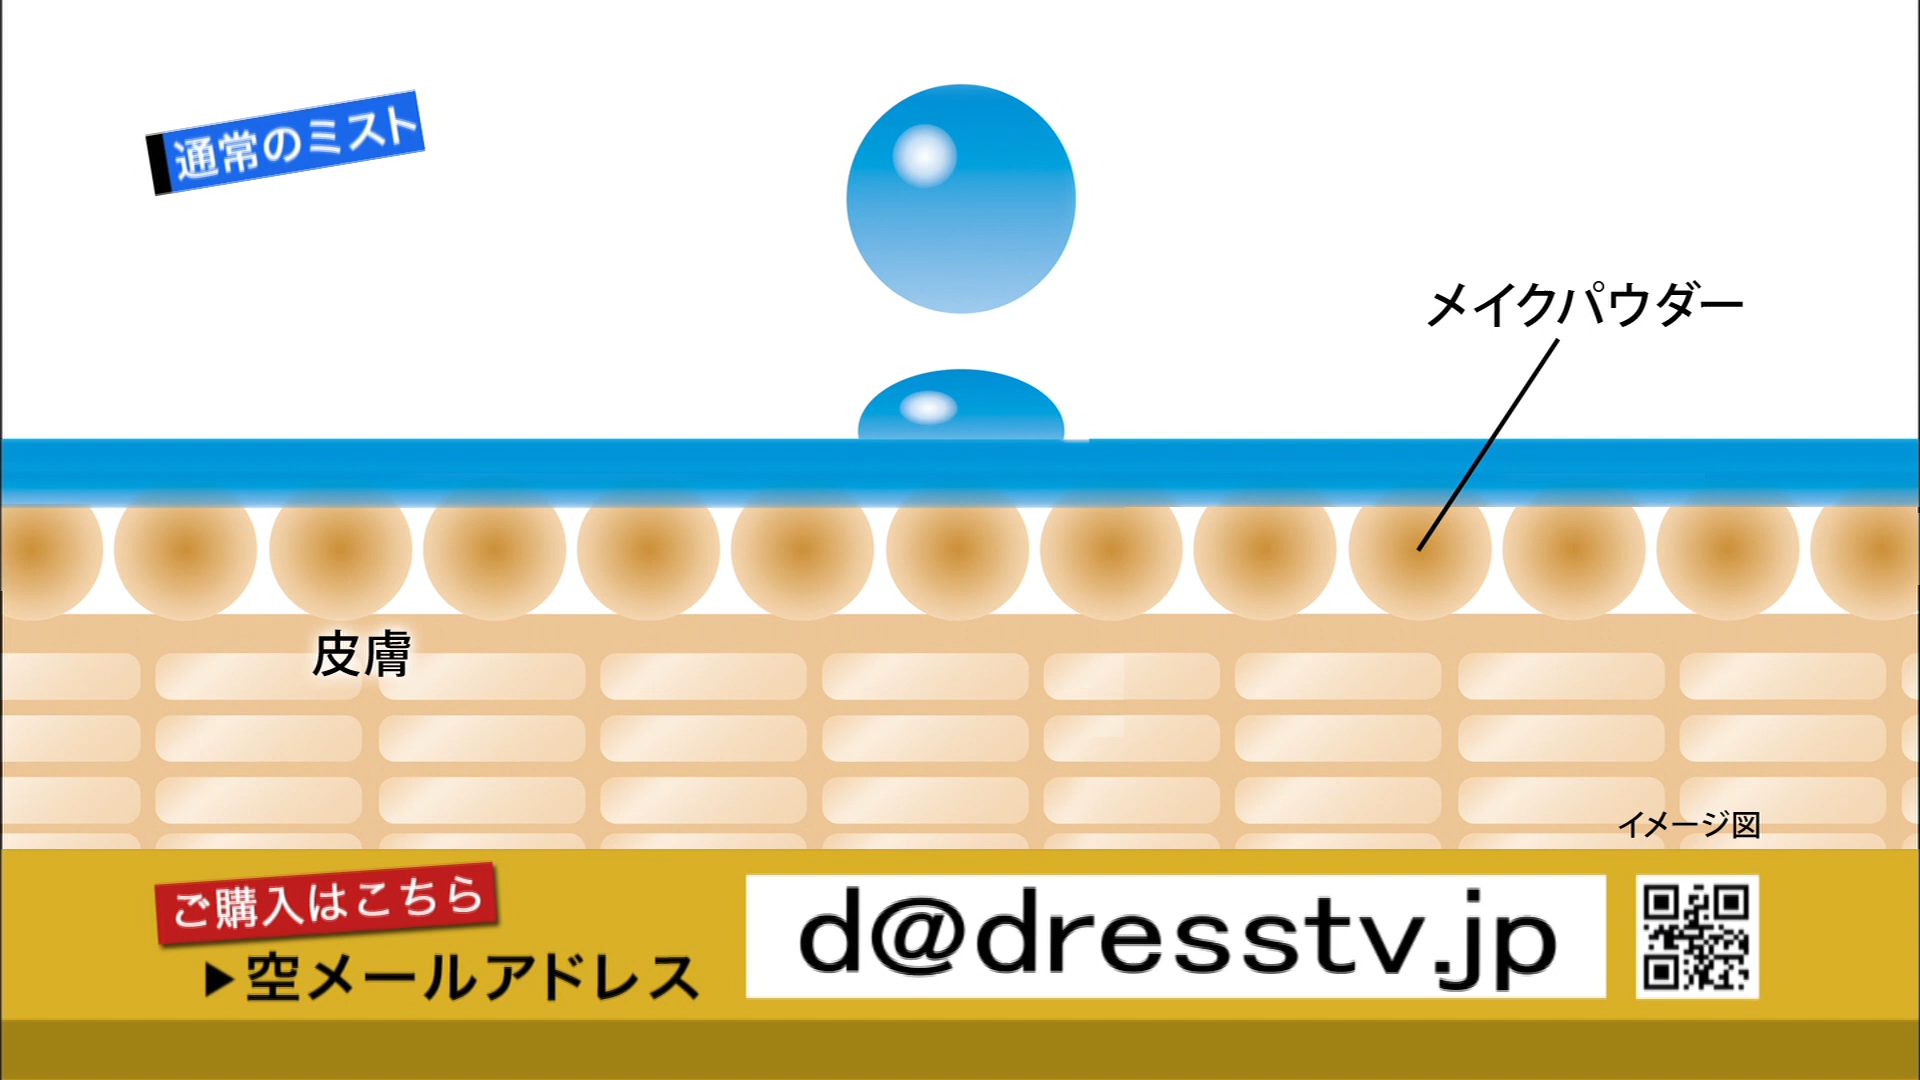 通常のミスト
メイクパウダー
皮膚
イメージ図
ご購入はこちら
▶空メールアドレス
d@dresstv.jp